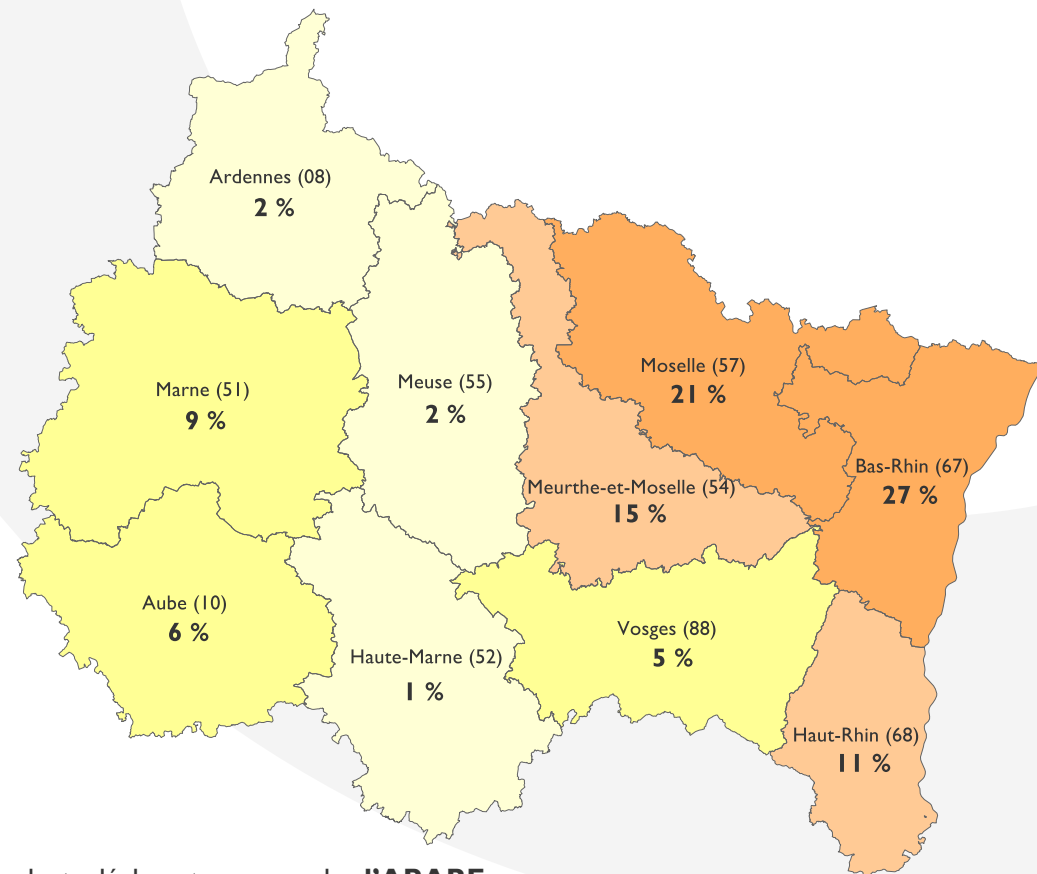 Ardennes (08)
2 %
Marne (51)
9 %
Meuse (55)
2 %
Moselle (57)
21 %
Bas-Rhin (67)
27 %
Meurthe-et-Moselle (54)
15 %
Aube (10)
6 %
Vosges (88)
5 %
Haute-Marne (52)
1 %
Haut-Rhin (68)
11 %
l'ARARE